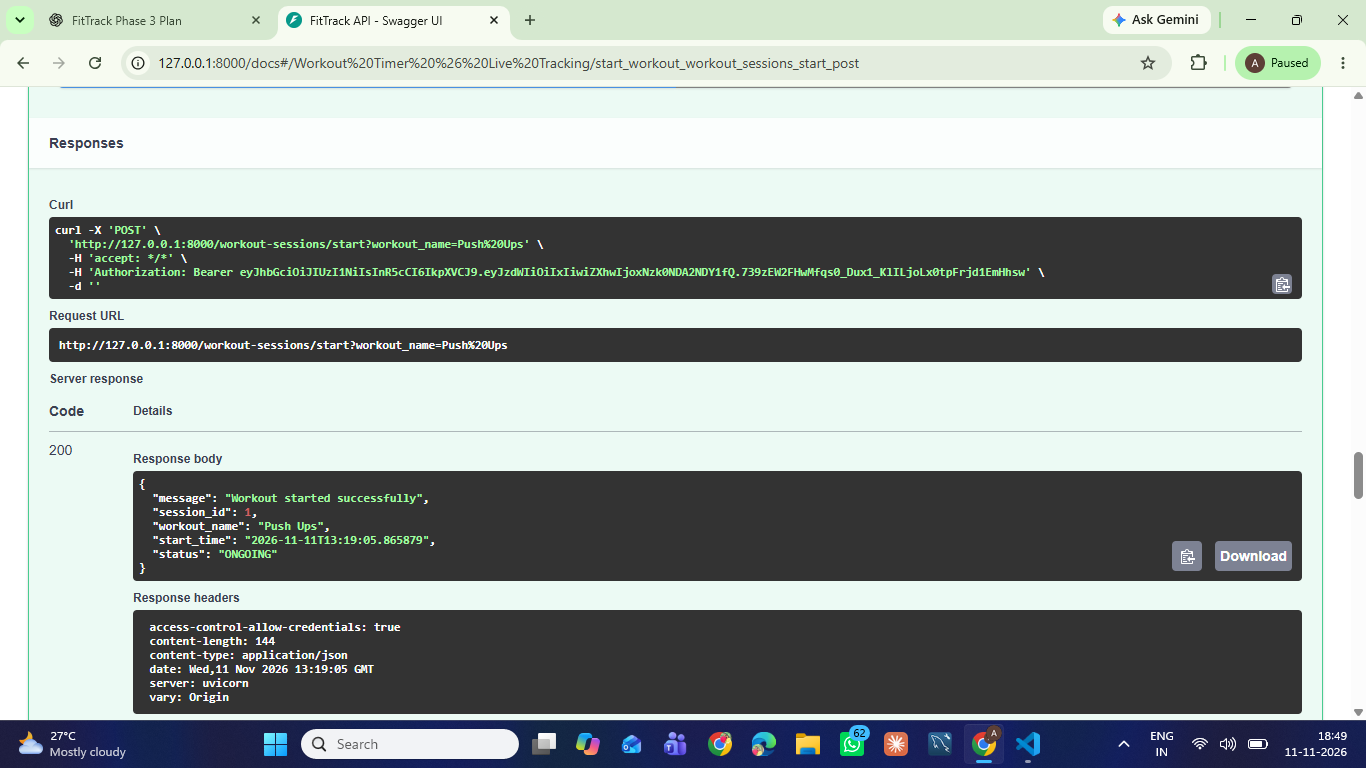 FitTrack Phase 3 Plan
FitTrack API - Swagger UI
Ask Gemini
127.0.0.1:8000/docs#/Workout%20Timer%20%26%20Live%20Tracking/start_workout_workout_sessions_start_post
A
Paused
Responses
Curl
curl -X 'POST' \
'http://127.0.0.1:8000/workout-sessions/start?workout_name=Push%20Ups' \
-H 'accept: */*' \
-H 'Authorization: Bearer eyJhbGciOiJIUzI1NiIsInR5cCI6IkpXVCJ9.eyJzdWIiOiIxIiwiZXhwIjoxNzk0NDA2NDY1fQ.739zEW2FHwMfqs0_Dux1_KlILjoLx0tpFrjd1EmHhsw' \
-d ''
Request URL
http://127.0.0.1:8000/workout-sessions/start?workout_name=Push%20Ups
Server response
Code
Details
200
Response body
{
"message": "Workout started successfully",
"session_id": 1,
"workout_name": "Push Ups",
"start_time": "2026-11-11T13:19:05.865879",
"status": "ONGOING"
}
Download
Response headers
access-control-allow-credentials: true
content-length: 144
content-type: application/json
date: Wed,11 Nov 2026 13:19:05 GMT
server: uvicorn
vary: Origin
27°C
Mostly cloudy
Search
62
A
ENG
IN
18:49
11-11-2026